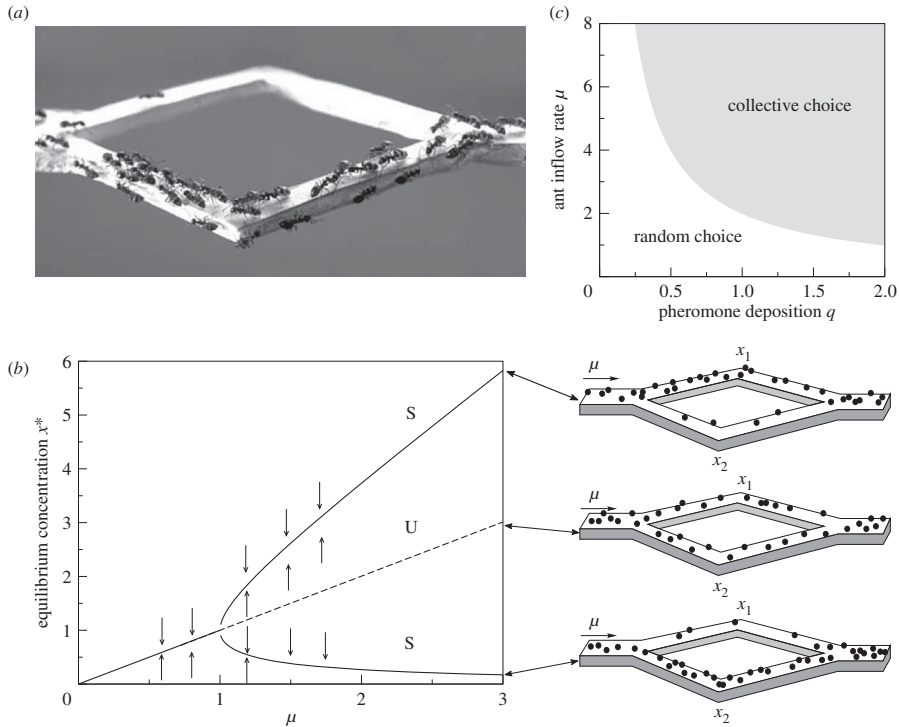 (a)
(c)
8
6
4
2
0
ant inflow rate μ
collective choice
random choice
0.5
1.0
1.5
2.0
pheromone deposition q
(b)
6
5
4
3
2
1
0
equilibrium concentration x*
S
U
S
1
2
3
μ
x1
μ
x2
x1
μ
x2
x1
μ
x2